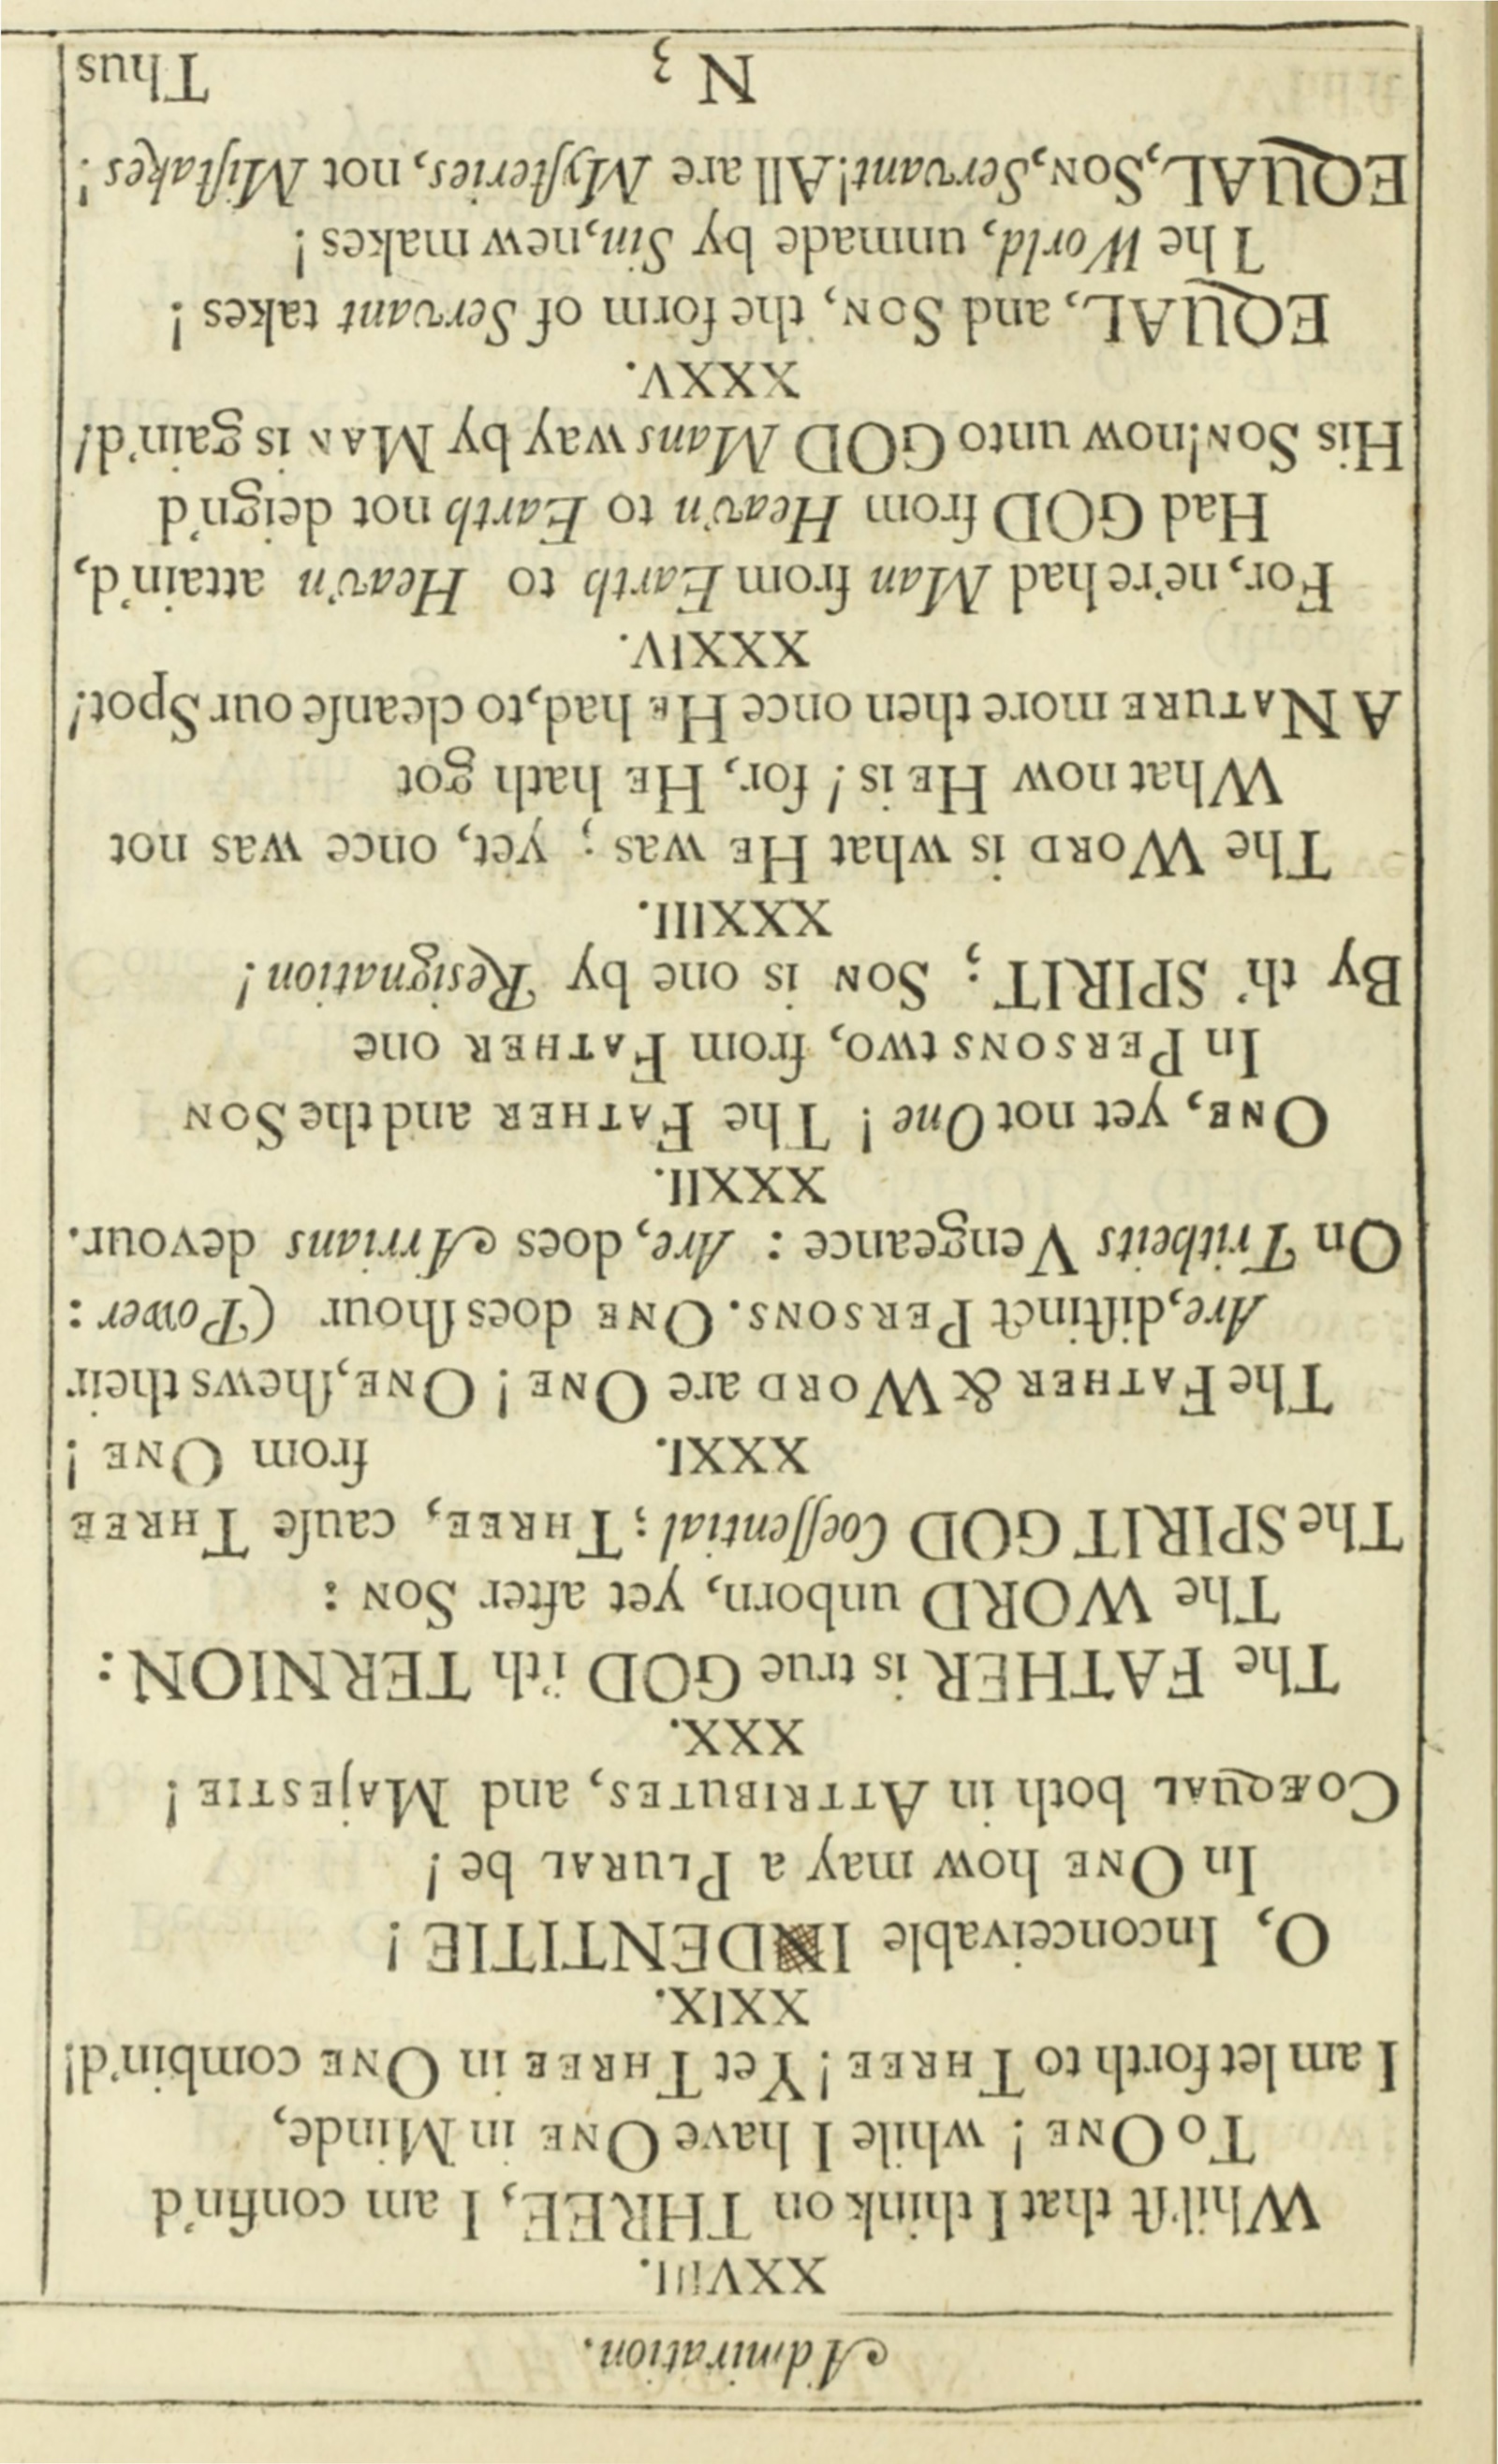 Admiration.
XXVIII.
Whil'ſt that I think on THREE, I am confin'd
To ONE ! while I have ONE in Minde,
I am let forth to THREE ! Yet THREE in ONE combin'd!
XXIX.
O, Inconceivable INDENTITIE !
In ONE how may a PLURAL be !
COÆQUAL both in ATTRIBUTES, and MAJESTIE !
XXX.
The FATHER is true GOD i'th TERNION :
The WORD unborn, yet after SON :
The SPIRIT GOD Coeſſential ; THREE, cauſe THREE
XXXI. from ONE !
The FATHER & WORD are ONE ! ONE, ſhews their
Are, diſtinct PERSONS. ONE does ſhour (Power :
On Tritheits Vengeance : Are, does Arrians devour.
XXXII.
ONE, yet not One ! The FATHER and the SON
In PERSONS two, from FATHER one
By th' SPIRIT ; SON is one by Resignation !
XXXIII.
The WORD is what HE was ; yet, once was not
What now HE is ! for, HE hath got
A NATURE more then once HE had, to cleanſe our Spot!
XXXIV.
For, ne're had Man from Earth to Heav'n attain'd,
Had GOD from Heav'n to Earth not deign'd
His SON! now unto GOD Mans way by MAN is gain'd!
XXXV.
EQUAL, and SON, the form of Servant takes !
The World, unmade by Sin, new makes !
EQUAL, SON, Servant! All are Myſteries, not Miſtakes !
N 3 Thus